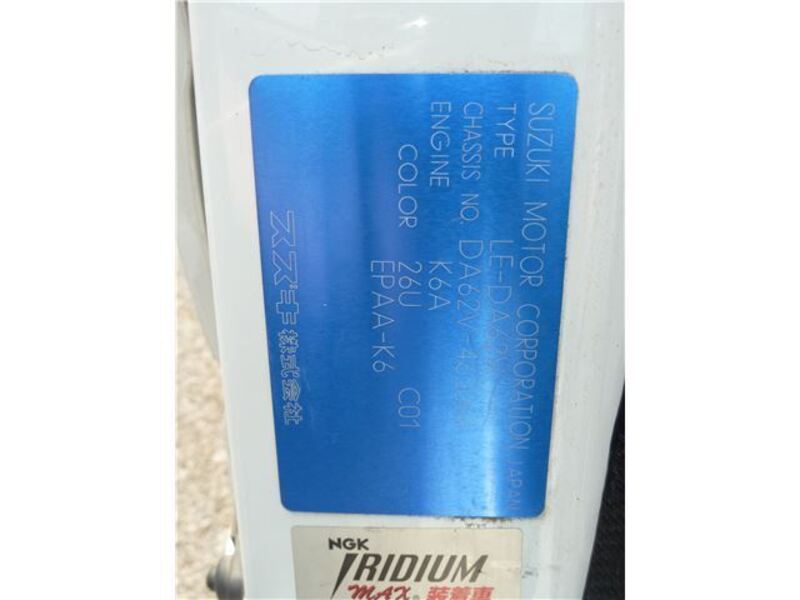 SUZUKI MOTOR CORPORATION JAPAN
TYPE
CHASSIS NO.
ENGINE K6A
COLOR 26U C01
EPAA-K6
スズキ株式会社
NGK
IRIDIUM
MAX 装着車